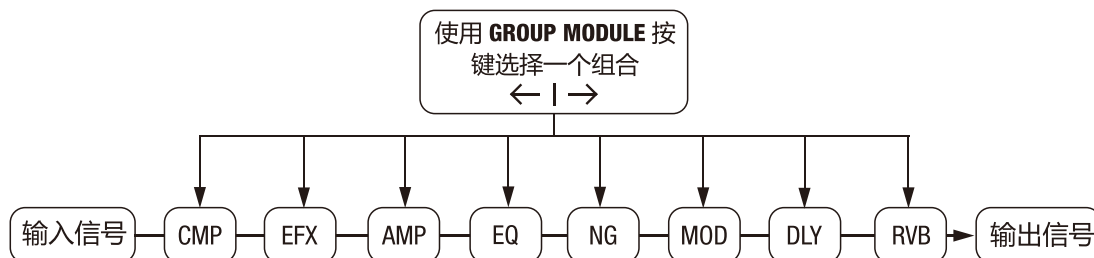 使用 GROUP MODULE 按
键选择一个组合
← | →
输入信号 CMP EFX AMP EQ NG MOD DLY RVB 输出信号